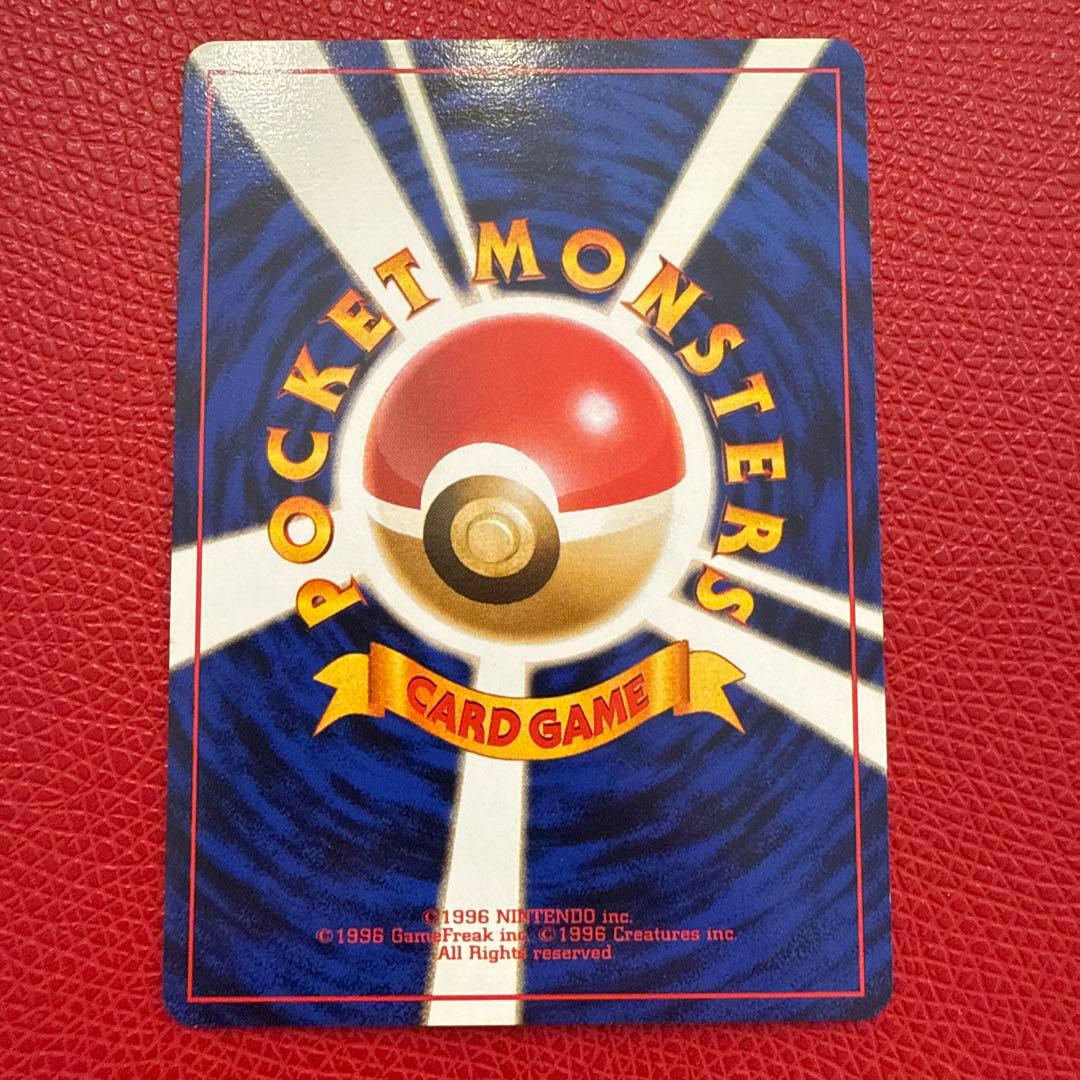 POCKET MONSTERS
CARD GAME
©1996 NINTENDO inc.
©1996 GameFreak inc. ©1996 Creatures inc.
All Rights reserved.